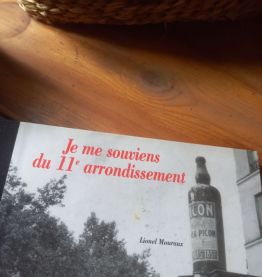 Je me souviens
du 11e arrondissement
Lionel Mouraux
PICON